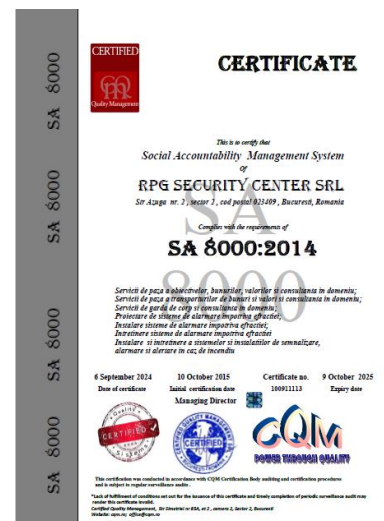 CERTIFIED
CQM
Quality Management
CERTIFICATE
SA 8000
SA 8000
SA 8000
SA 8000
This is to certify that
Social Accountability Management System
of
RPG SECURITY CENTER SRL
Str Azuga nr. 2 , sector 2 , cod postal 023409 , Bucuresti, Romania
Complies with the requirements of
SA 8000
SA 8000:2014
Servicii de paza a obiectivelor, bunurilor, valorilor si consultanta in domeniu;
Servicii de paza a transporturilor de bunuri si valori si consultanta in domeniu;
Servicii de garda de corp si consultanta in domeniu;
Proiectare de sisteme de alarmare impotriva efractiei;
Instalare sisteme de alarmare impotriva efractiei;
Intretinere sisteme de alarmare impotriva efractiei;
Instalare si intretinere a sistemelor si instalatiilor de semnalizare,
alarmare si alertare in caz de incendiu
6 September 2024 10 October 2015 Certificate no. 9 October 2025
Date of certificate Initial certification date 100911113 Expiry date
Managing Director
Quality
CERTIFIED
CERTIFIED
CQM
POWER THROUGH QUALITY
This certification was conducted in accordance with CQM Certification Body auditing and certification procedures
and is subject to regular surveillance audits .
*Lack of fulfillment of conditions set out for the issuance of this certificate and timely completion of periodic surveillance audit may
render this certificate invalid.
Certified Quality Management,
Sector 2, Bucuresti